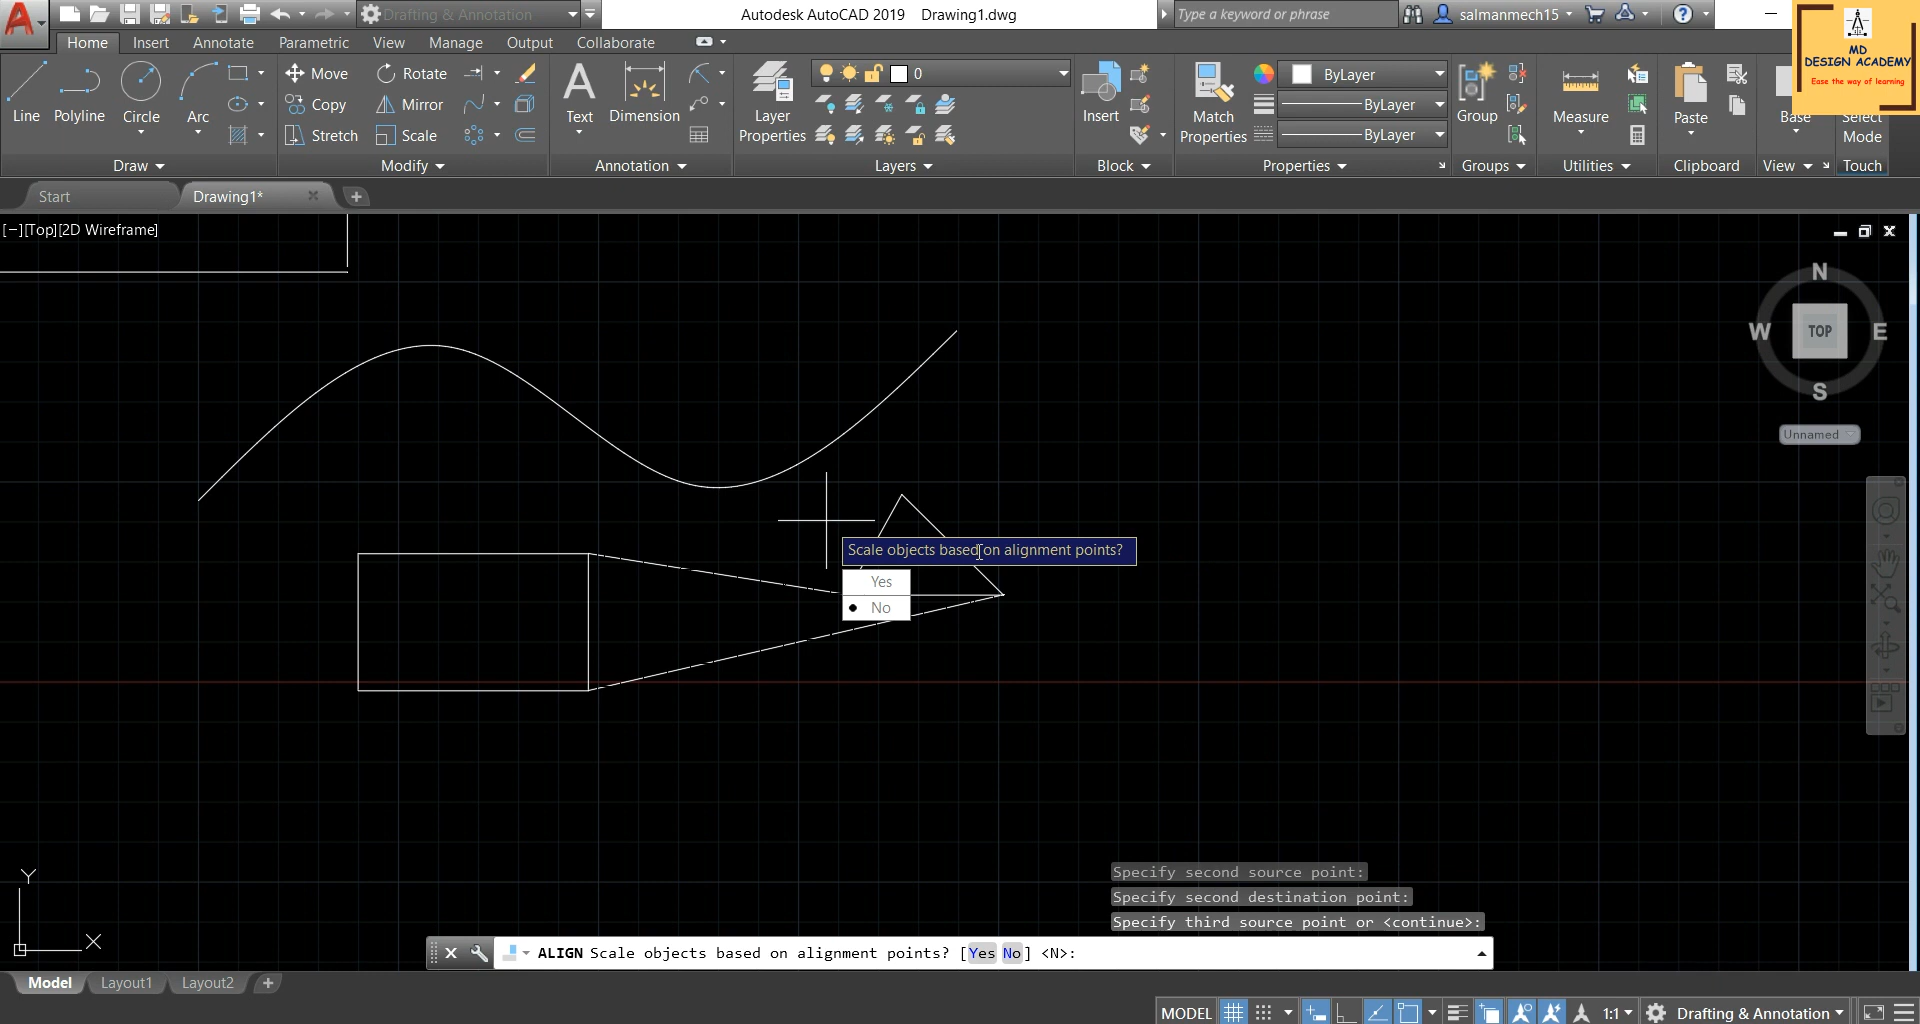 Drafting & Annotation
Autodesk AutoCAD 2019 Drawing1.dwg
Type a keyword or phrase
salmanmech15
MD
DESIGN ACADEMY
Ease the way of learning
Home Insert Annotate Parametric View Manage Output Collaborate
Line Polyline Circle Arc
Move Rotate
Copy Mirror
Stretch Scale
Text Dimension
Layer
Properties
0
Insert
Match
Properties
ByLayer
ByLayer
ByLayer
Group
Measure
Paste
Base
Select
Mode
Draw Modify Annotation Layers Block Properties Groups Utilities Clipboard View Touch
Start Drawing1*
[−][Top][2D Wireframe]
N
W TOP E
S
Unnamed
Scale objects based on alignment points?
Yes
No
Y
X
Specify second source point:
Specify second destination point:
Specify third source point or <continue>:
ALIGN Scale objects based on alignment points? [Yes No] <N>:
Model Layout1 Layout2
MODEL 1:1 Drafting & Annotation